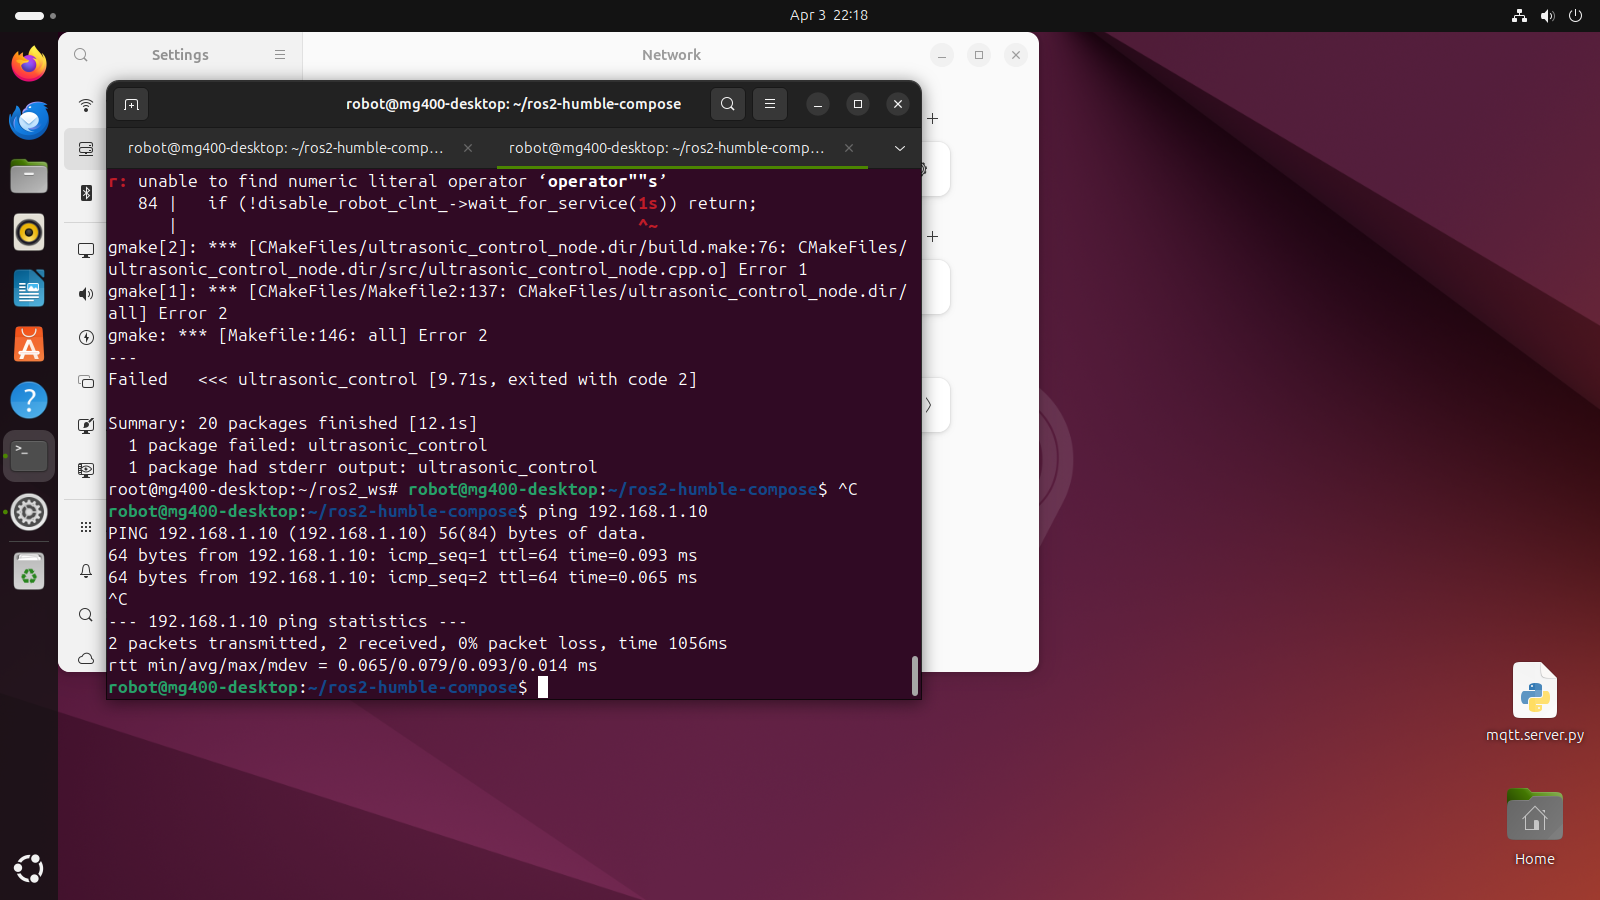 Apr 3 22:18
Settings
Network
robot@mg400-desktop: ~/ros2-humble-compose
robot@mg400-desktop: ~/ros2-humble-comp...
robot@mg400-desktop: ~/ros2-humble-comp...
r: unable to find numeric literal operator ‘operator""s’
84 |   if (!disable_robot_clnt_->wait_for_service(1s)) return;
|                                              ^~
gmake[2]: *** [CMakeFiles/ultrasonic_control_node.dir/build.make:76: CMakeFiles/
ultrasonic_control_node.dir/src/ultrasonic_control_node.cpp.o] Error 1
gmake[1]: *** [CMakeFiles/Makefile2:137: CMakeFiles/ultrasonic_control_node.dir/
all] Error 2
gmake: *** [Makefile:146: all] Error 2
---
Failed   <<< ultrasonic_control [9.71s, exited with code 2]
Summary: 20 packages finished [12.1s]
1 package failed: ultrasonic_control
1 package had stderr output: ultrasonic_control
root@mg400-desktop:~/ros2_ws# robot@mg400-desktop:~/ros2-humble-compose$ ^C
robot@mg400-desktop:~/ros2-humble-compose$ ping 192.168.1.10
PING 192.168.1.10 (192.168.1.10) 56(84) bytes of data.
64 bytes from 192.168.1.10: icmp_seq=1 ttl=64 time=0.093 ms
64 bytes from 192.168.1.10: icmp_seq=2 ttl=64 time=0.065 ms
^C
--- 192.168.1.10 ping statistics ---
2 packets transmitted, 2 received, 0% packet loss, time 1056ms
rtt min/avg/max/mdev = 0.065/0.079/0.093/0.014 ms
robot@mg400-desktop:~/ros2-humble-compose$
mqtt.server.py
Home